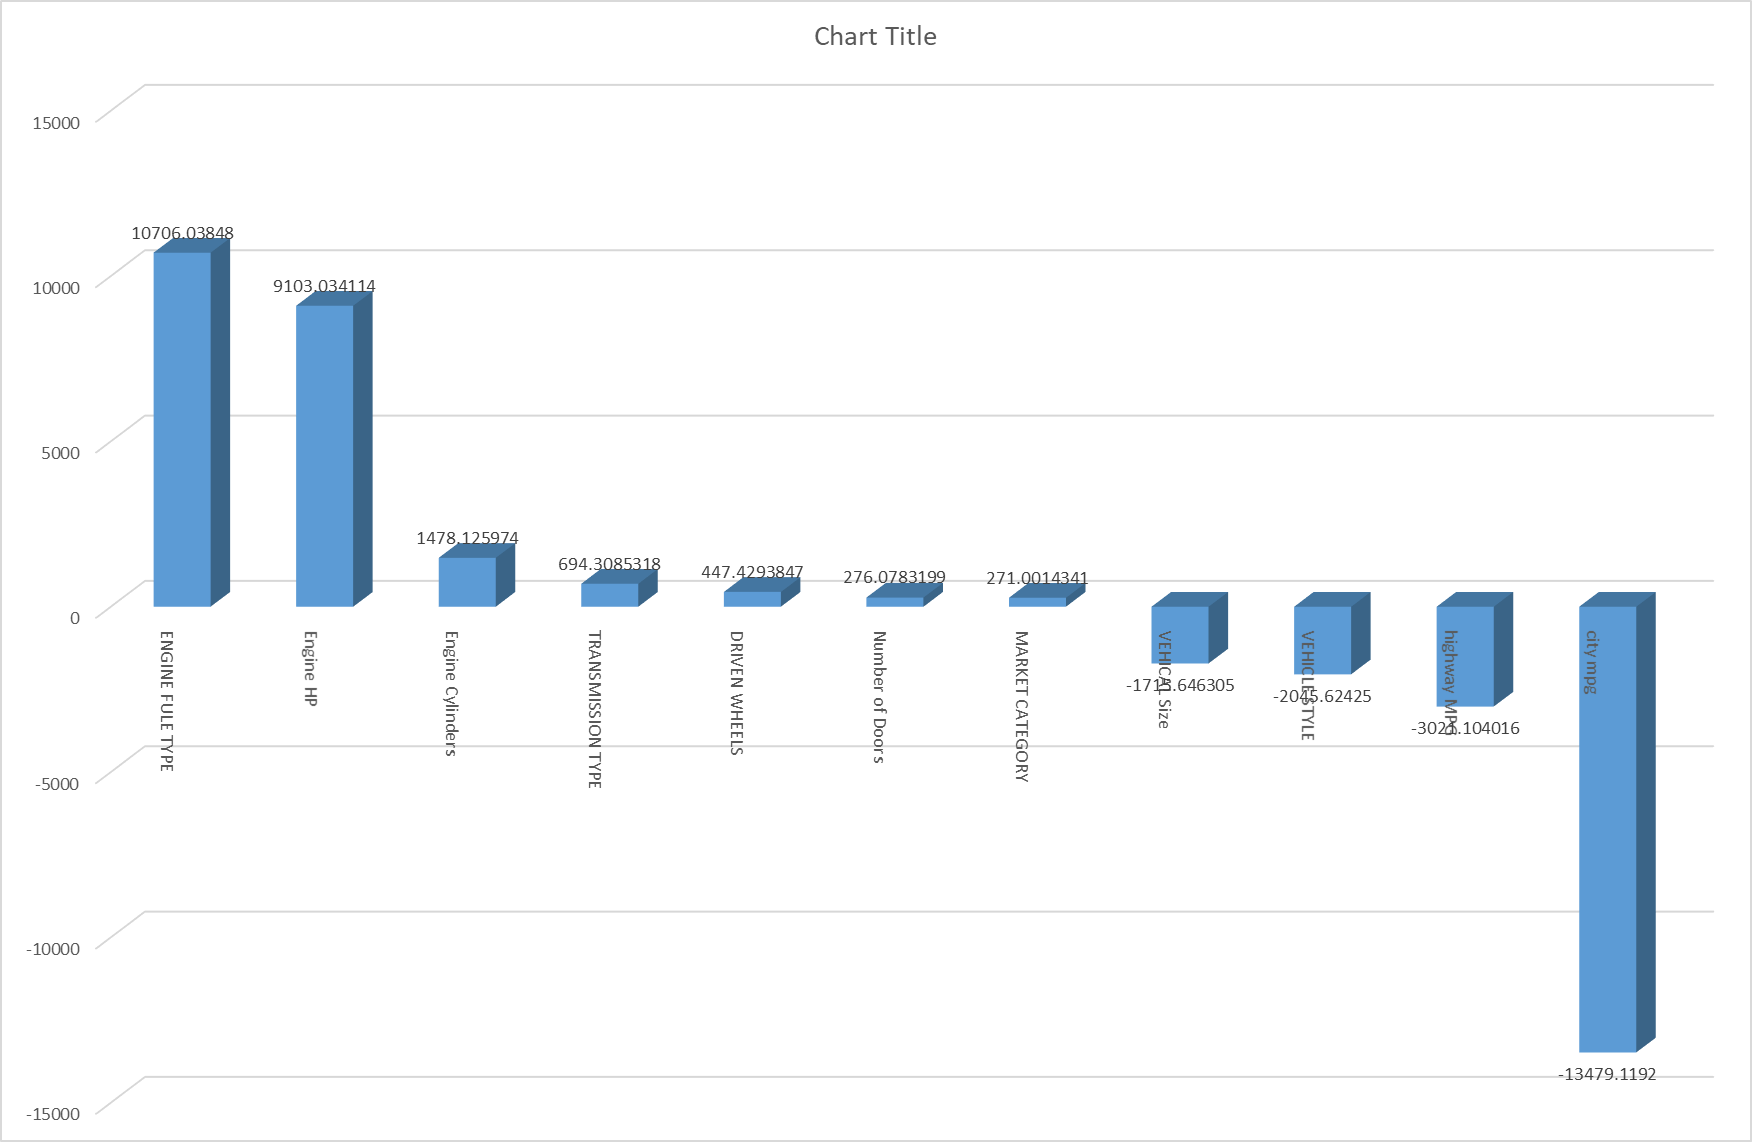 Chart Title
15000
10000
5000
0
-5000
-10000
-15000
10706.03848
9103.034114
1478.125974
694.3085318
447.4293847
276.0783199
271.0014341
-2045.62425
-3021.104016
-13479.1192
ENGINE FULE TYPE
Engine HP
Engine Cylinders
TRANSMISSION TYPE
DRIVEN WHEELS
Number of Doors
MARKET CATEGORY
VEHICAL Size
VEHICLE STYLE
highway MPG
city mpg